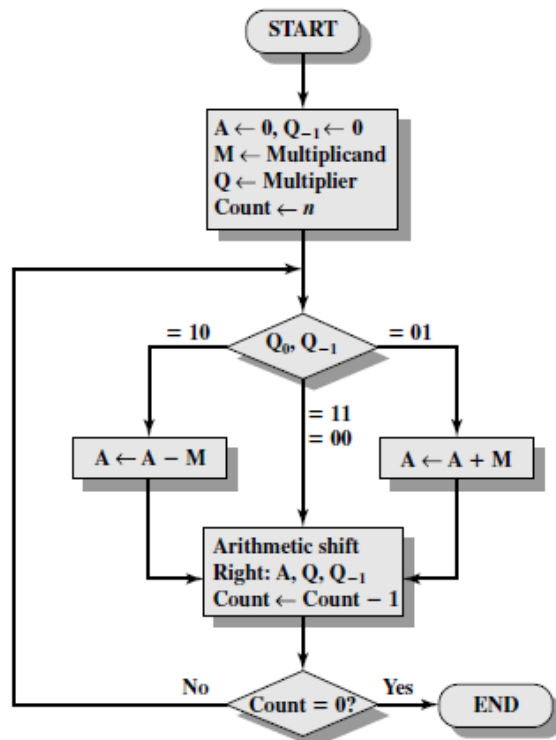 START
A ← 0, Q₋₁ ← 0
M ← Multiplicand
Q ← Multiplier
Count ← n
= 10
Q₀, Q₋₁
= 01
= 11
= 00
A ← A − M
A ← A + M
Arithmetic shift
Right: A, Q, Q₋₁
Count ← Count − 1
No
Count = 0?
Yes
END